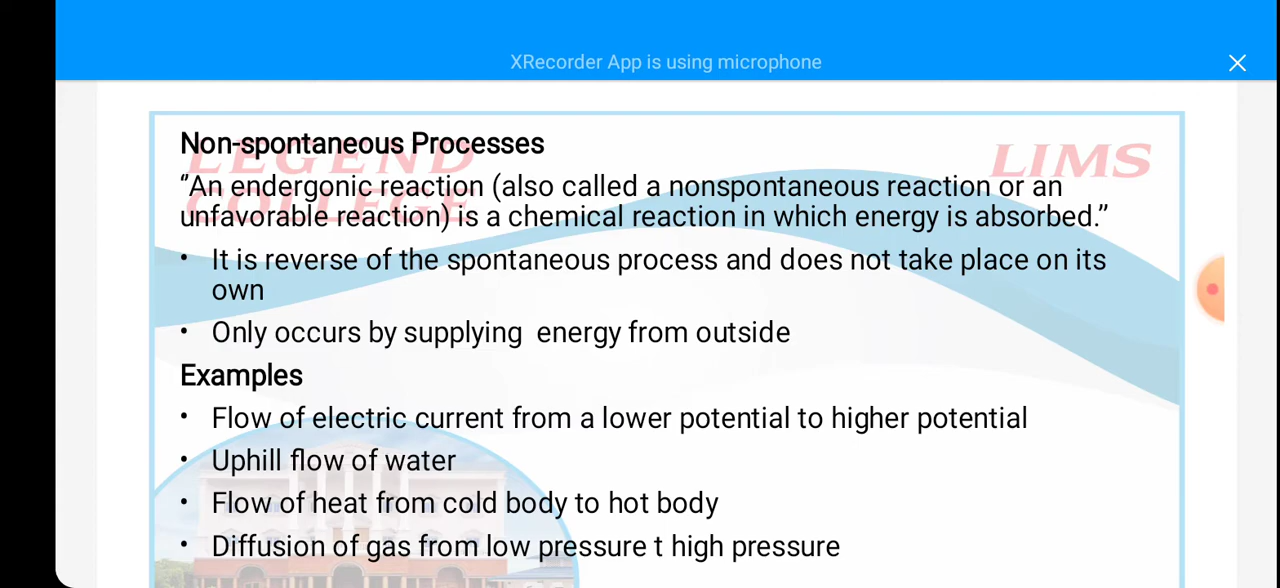 XRecorder App is using microphone
LEGEND
COLLEGE
LIMS
Non-spontaneous Processes
“An endergonic reaction (also called a nonspontaneous reaction or an
unfavorable reaction) is a chemical reaction in which energy is absorbed.”
• It is reverse of the spontaneous process and does not take place on its
own
• Only occurs by supplying energy from outside
Examples
• Flow of electric current from a lower potential to higher potential
• Uphill flow of water
• Flow of heat from cold body to hot body
• Diffusion of gas from low pressure t high pressure